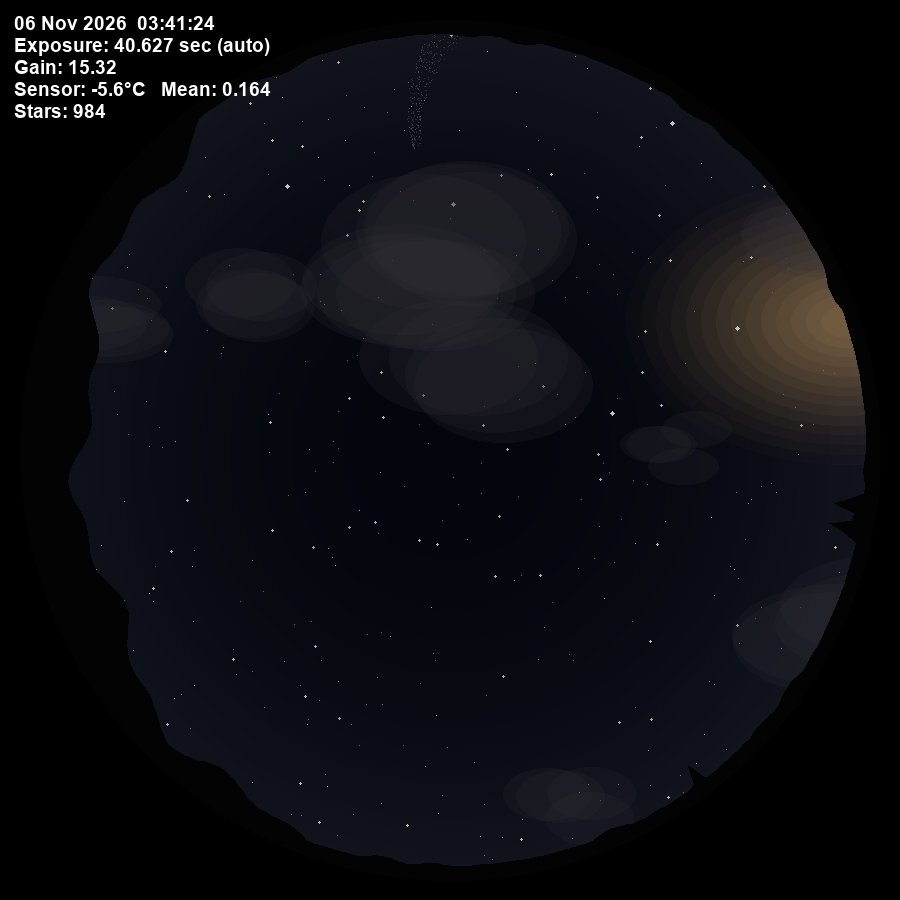 06 Nov 2026  03:41:24
Exposure: 40.627 sec (auto)
Gain: 15.32
Sensor: -5.6°C   Mean: 0.164
Stars: 984